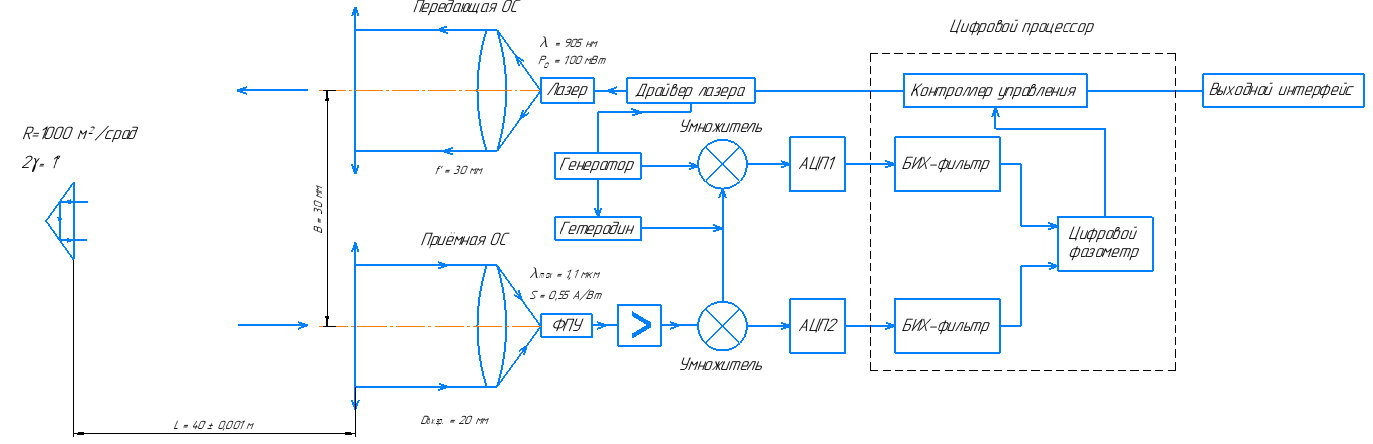 Передающая ОС
Цифровой процессор
λ = 905 нм
P₀ = 100 мВт
Лазер
Драйвер лазера
Контроллер управления
Выходной интерфейс
R=1000 м²/срад
2γ= 1'
Умножитель
f' = 30 мм
Генератор
АЦП1
БИХ-фильтр
B = 30 мм
Гетеродин
Приёмная ОС
Цифровой
фазометр
λmax = 1,1 мкм
S = 0,55 А/Вт
ФПУ
>
АЦП2
БИХ-фильтр
Умножитель
L = 40 ± 0,001 м
Dвх.зр. = 20 мм